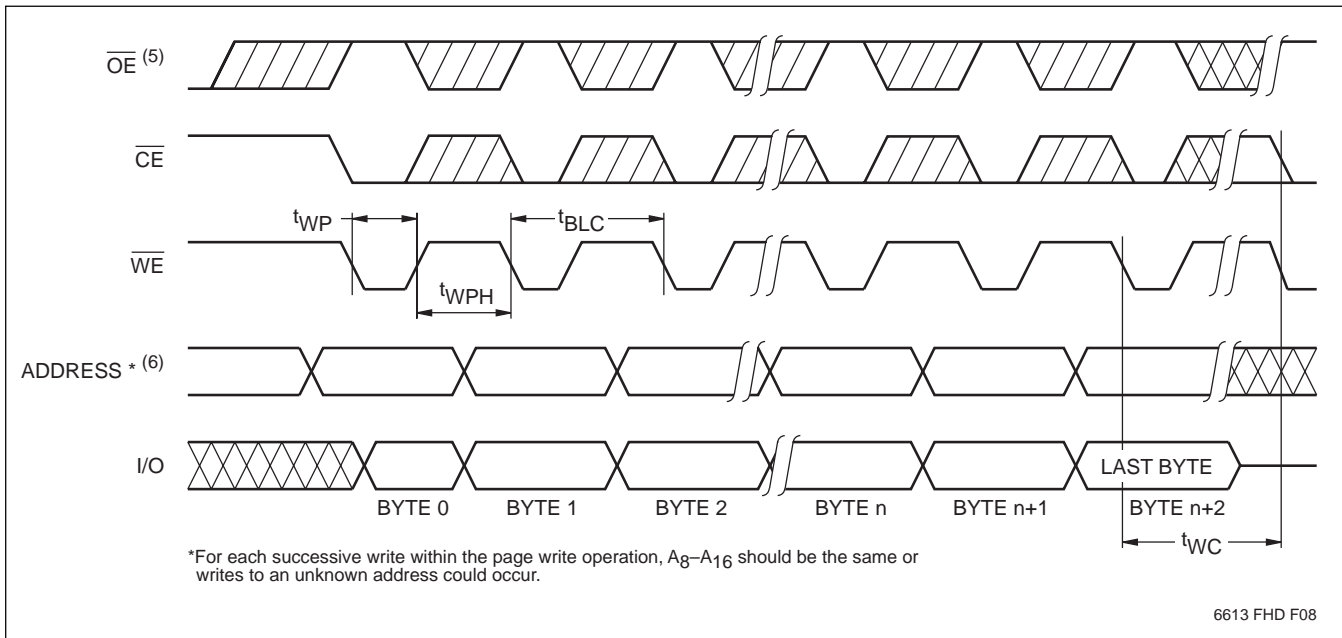 OE (5)
CE
tWP
tBLC
WE
tWPH
ADDRESS * (6)
I/O
LAST BYTE
BYTE 0 BYTE 1 BYTE 2 BYTE n BYTE n+1 BYTE n+2
tWC
*For each successive write within the page write operation, A8–A16 should be the same or
writes to an unknown address could occur.
6613 FHD F08